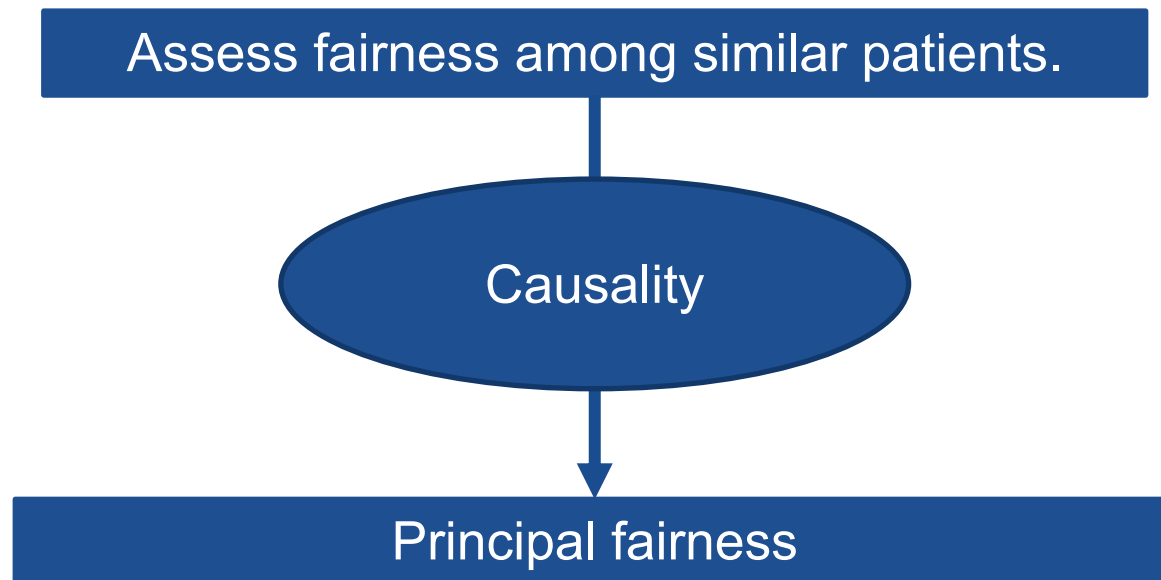 Assess fairness among similar patients.
Causality
Principal fairness